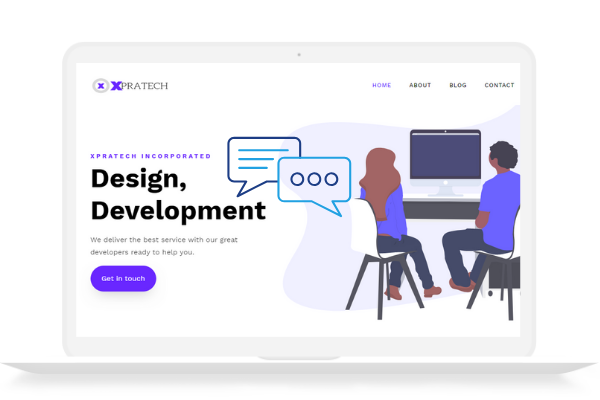 XPRATECH
HOME ABOUT BLOG CONTACT
XPRATECH INCORPORATED
Design,
Development
We deliver the best service with our great
developers ready to help you.
Get in touch